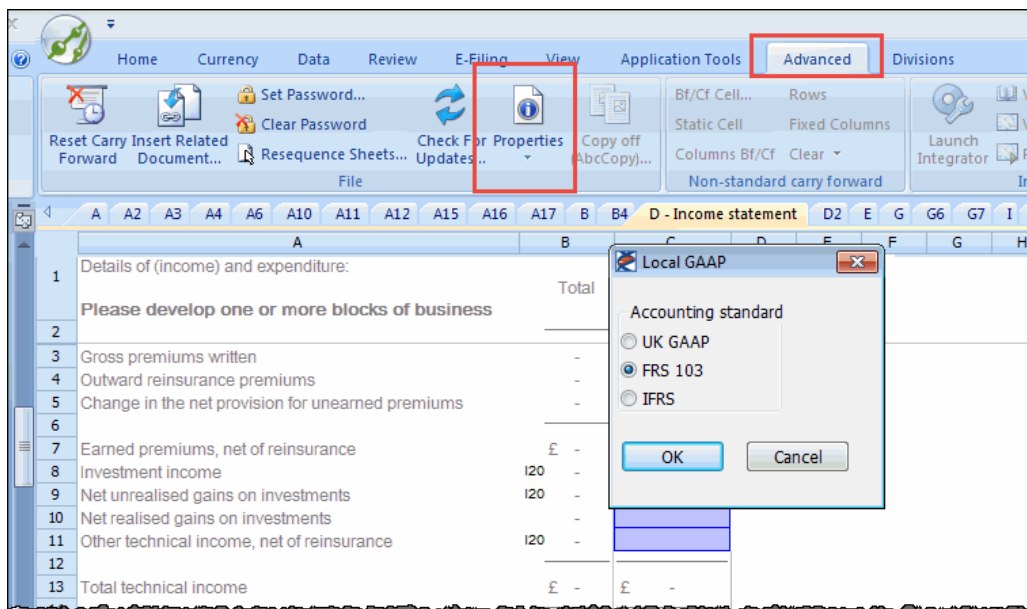 Home Currency Data Review E-Filing View Application Tools Advanced Divisions
Reset Carry Forward
Insert Related Document...
Set Password...
Clear Password
Resequence Sheets...
Check For Updates...
Properties
Copy off (AbcCopy)...
Bf/Cf Cell... Rows
Static Cell Fixed Columns
Columns Bf/Cf Clear
Launch Integrator
File
Non-standard carry forward
A A2 A3 A4 A6 A10 A11 A12 A15 A16 A17 B B4 D - Income statement D2 E G G6 G7 I
A B C D E F G H
1 Details of (income) and expenditure:
Total
Please develop one or more blocks of business
2
3 Gross premiums written -
4 Outward reinsurance premiums -
5 Change in the net provision for unearned premiums -
6
7 Earned premiums, net of reinsurance £ -
8 Investment income I20 -
9 Net unrealised gains on investments I20 -
10 Net realised gains on investments -
11 Other technical income, net of reinsurance I20 -
12
13 Total technical income £ - £ -
Local GAAP
Accounting standard
UK GAAP
FRS 103
IFRS
OK Cancel